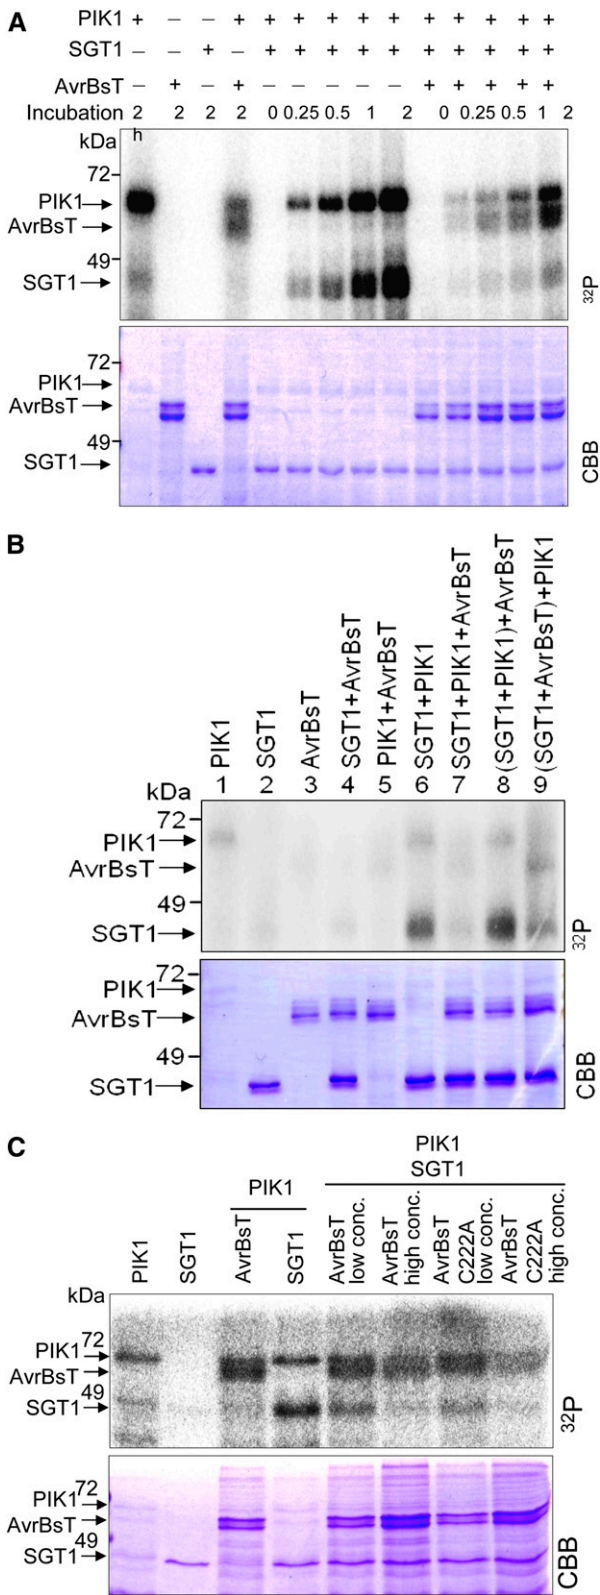 A
PIK1 + − − + + + + + + + + + + +
SGT1 − − + − + + + + + + + + + +
AvrBsT − + − + − − − − − + + + + +
Incubation 2 2 2 2 0 0.25 0.5 1 2 0 0.25 0.5 1 2
h
kDa
72
PIK1
AvrBsT
49
SGT1
32P
72
PIK1
AvrBsT
49
SGT1
CBB
B
PIK1
SGT1
AvrBsT
SGT1+AvrBsT
PIK1+AvrBsT
SGT1+PIK1
SGT1+PIK1+AvrBsT
(SGT1+PIK1)+AvrBsT
(SGT1+AvrBsT)+PIK1
1 2 3 4 5 6 7 8 9
kDa
72
PIK1
AvrBsT
49
SGT1
32P
72
PIK1
AvrBsT
49
SGT1
CBB
C
PIK1
SGT1
PIK1
PIK1
SGT1
AvrBsT
SGT1
AvrBsT
low conc.
AvrBsT
high conc.
AvrBsT
C222A
low conc.
AvrBsT
C222A
high conc.
kDa
72
PIK1
AvrBsT
49
SGT1
32P
72
PIK1
AvrBsT
49
SGT1
CBB